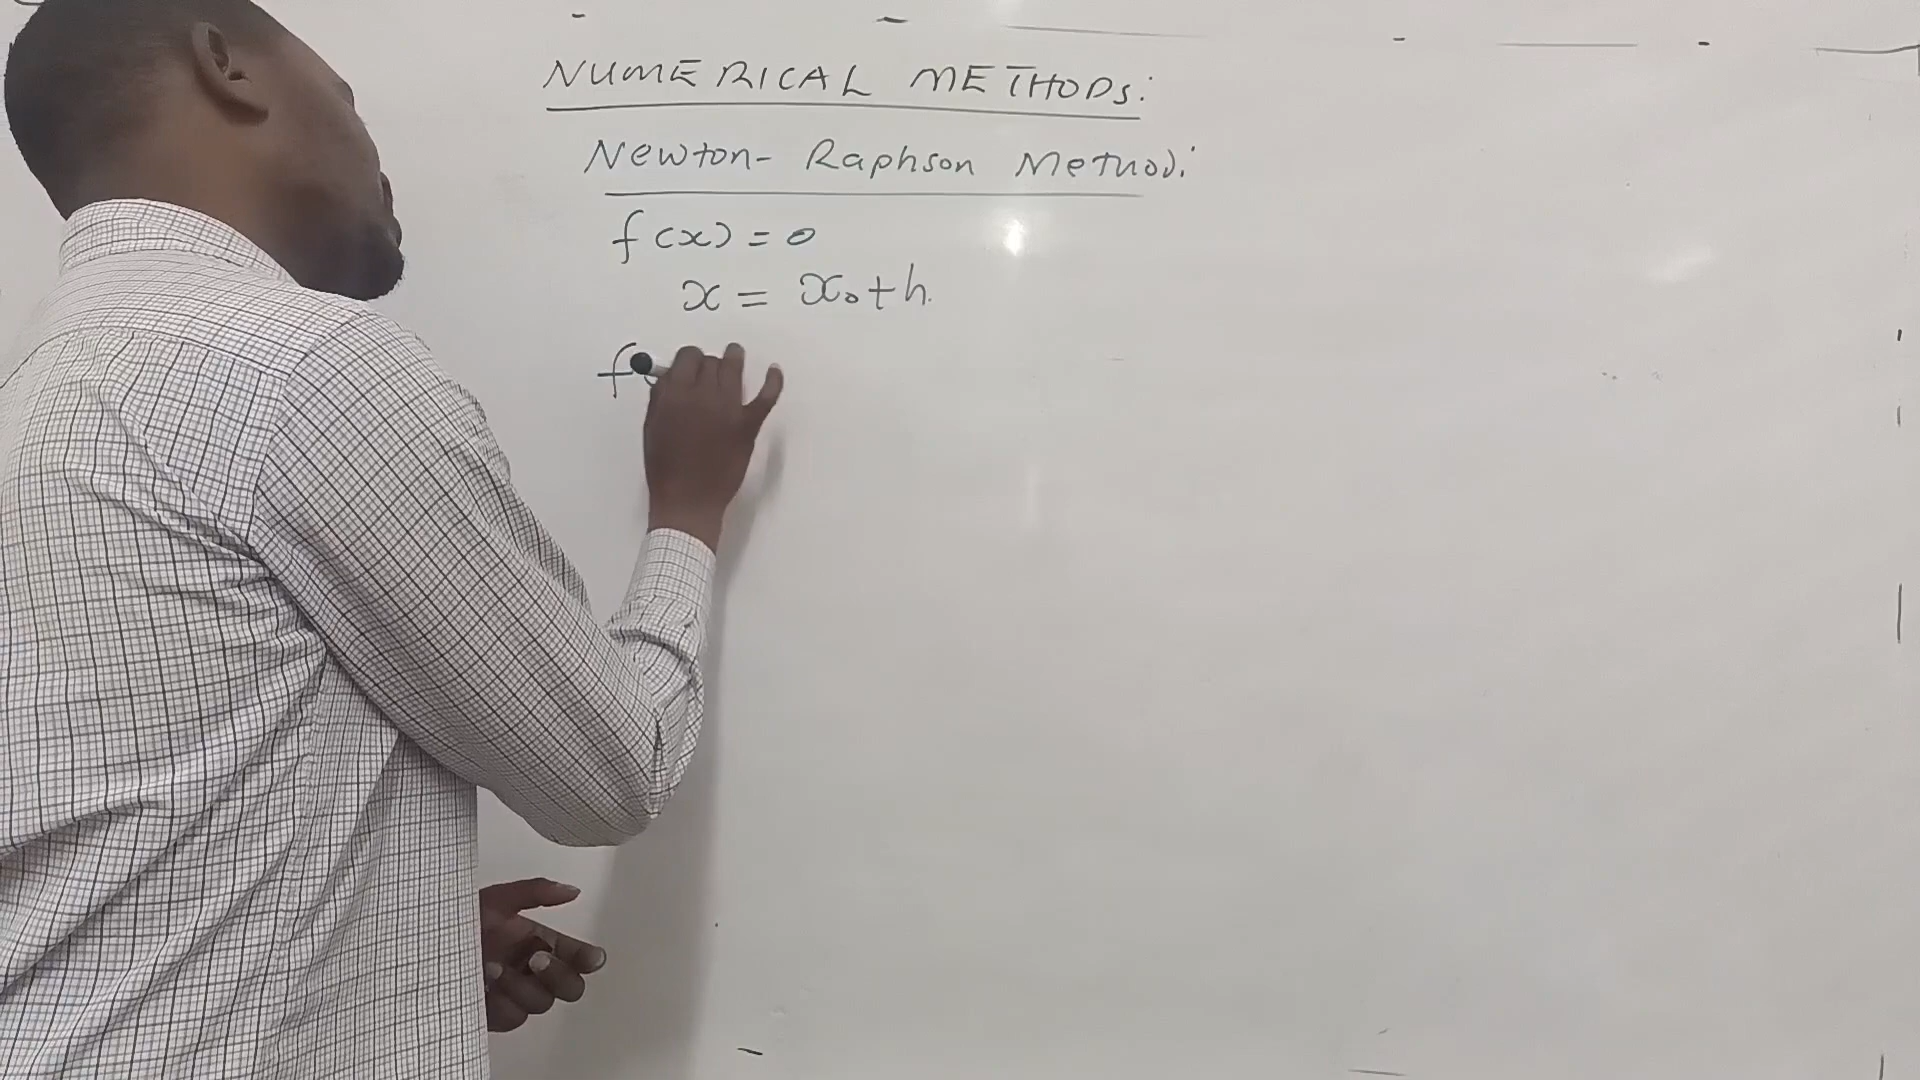 NUMERICAL METHODS:
Newton-Raphson Method:
f(x) = 0
x = x₀ + h.
f(